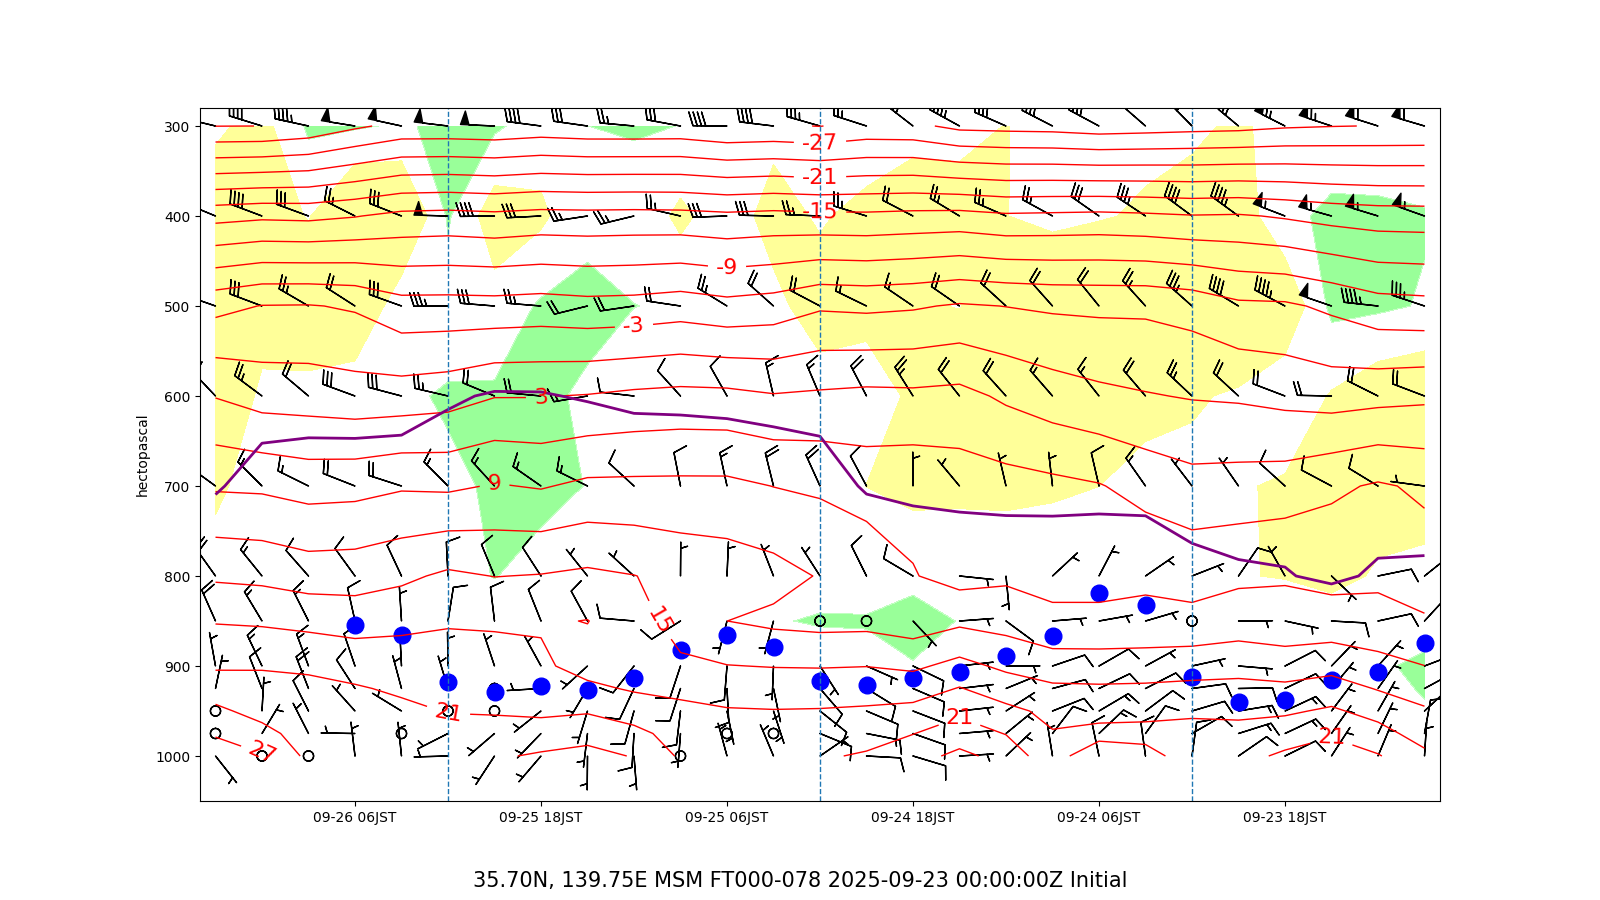 300
400
500
600
700
800
900
1000
hectopascal
-27
-21
-15
-9
-3
3
9
15
21
21
21
27
09-26 06JST
09-25 18JST
09-25 06JST
09-24 18JST
09-24 06JST
09-23 18JST
35.70N, 139.75E MSM FT000-078 2025-09-23 00:00:00Z Initial